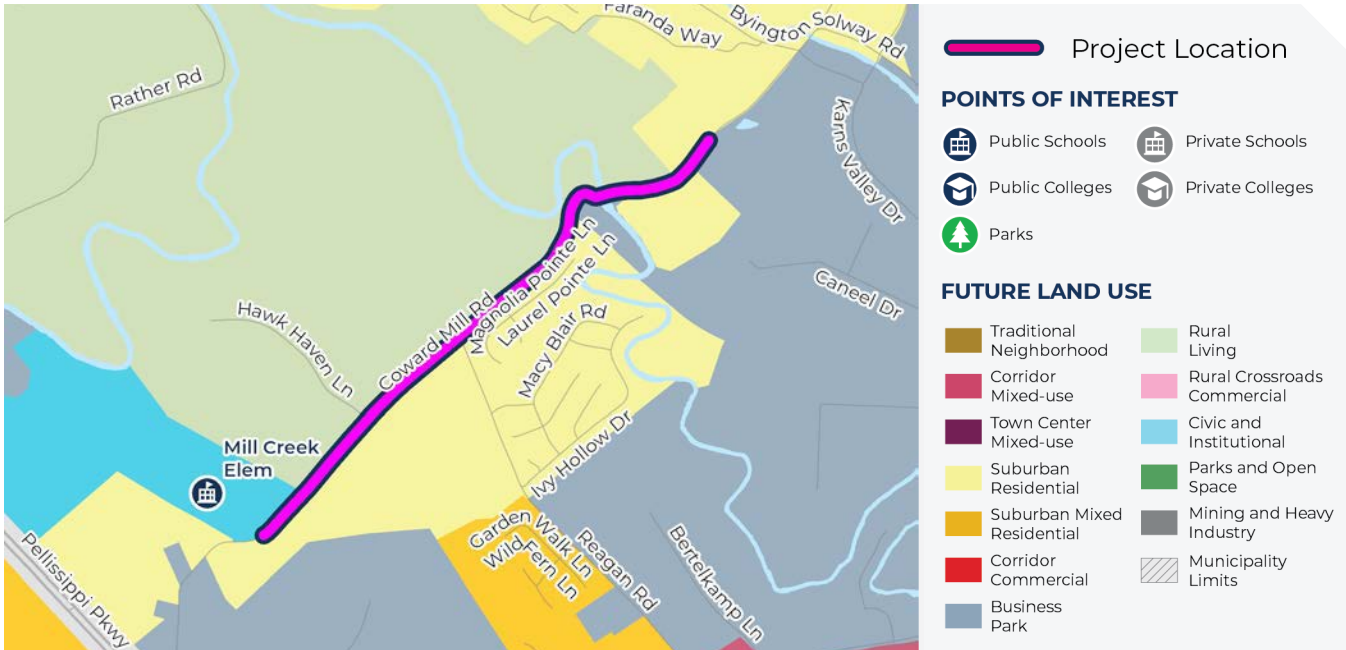 Faranda Way
Byington Solway Rd
Rather Rd
Karns Valley Dr
Caneel Dr
Magnolia Pointe Ln
Laurel Pointe Ln
Coward Mill Rd
Macy Blair Rd
Hawk Haven Ln
Mill Creek
Elem
Ivy Hollow Dr
Garden Walk Ln
Wild Fern Ln
Reagan Rd
Bertelkamp Ln
Pellissippi Pkwy
Project Location
POINTS OF INTEREST
Public Schools
Private Schools
Public Colleges
Private Colleges
Parks
FUTURE LAND USE
Traditional
Neighborhood
Rural
Living
Corridor
Mixed-use
Rural Crossroads
Commercial
Town Center
Mixed-use
Civic and
Institutional
Suburban
Residential
Parks and Open
Space
Suburban Mixed
Residential
Mining and Heavy
Industry
Corridor
Commercial
Municipality
Limits
Business
Park